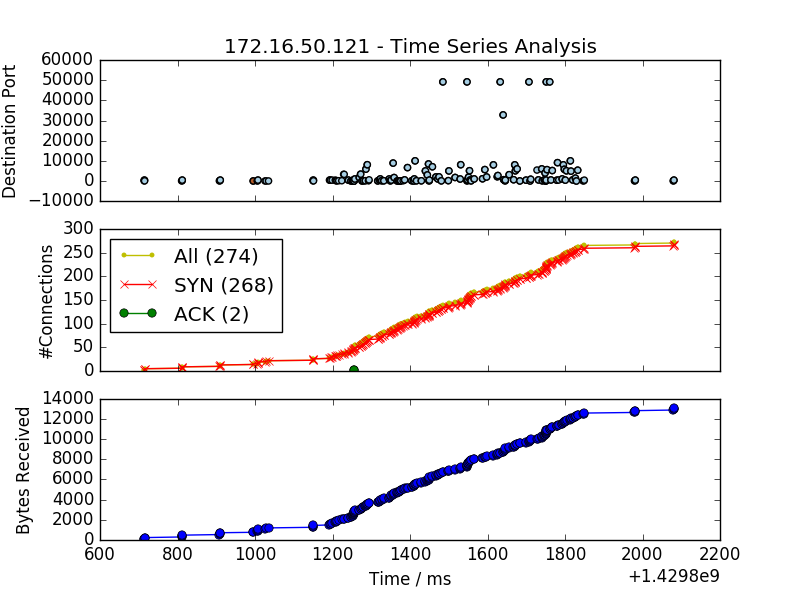 172.16.50.121 - Time Series Analysis
Destination Port
60000
50000
40000
30000
20000
10000
0
−10000
#Connections
300
250
200
150
100
50
0
All (274)
SYN (268)
ACK (2)
Bytes Received
14000
12000
10000
8000
6000
4000
2000
0
600 800 1000 1200 1400 1600 1800 2000 2200
Time / ms
+1.4298e9